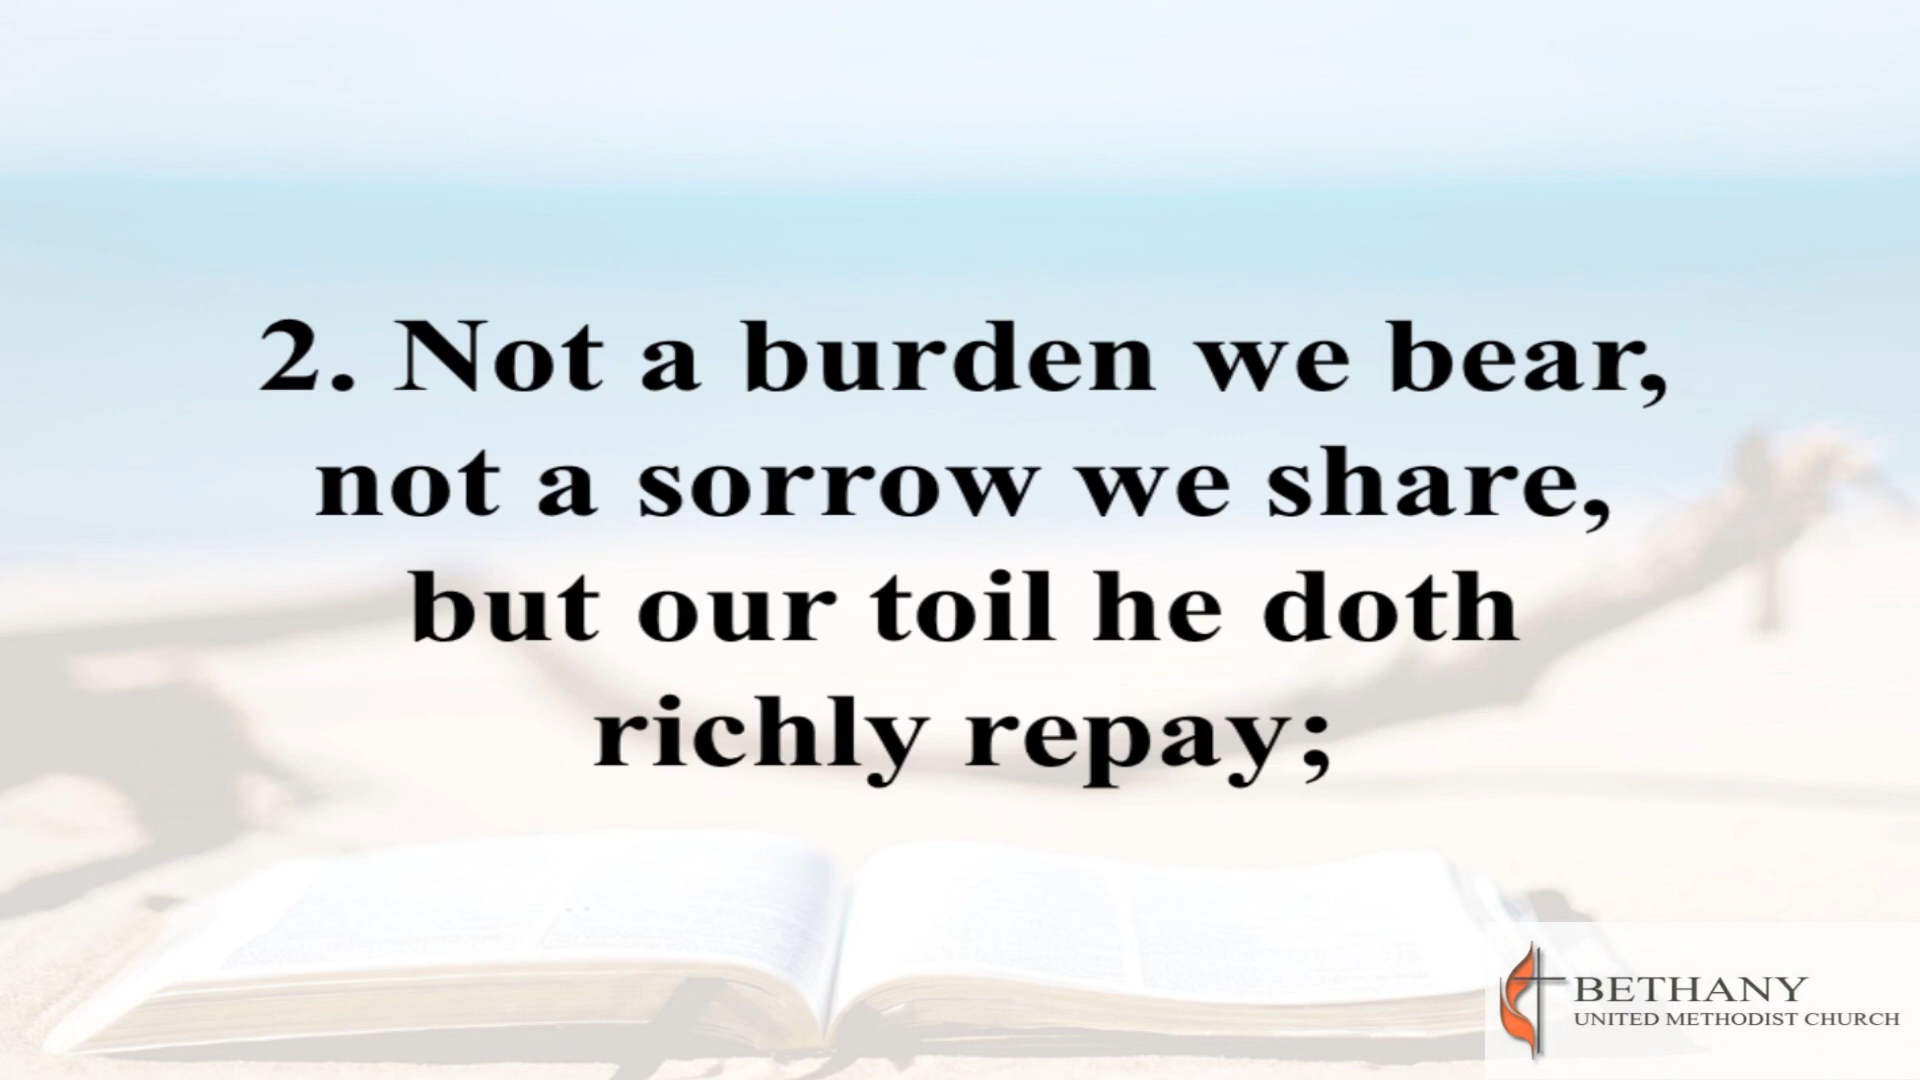 2. Not a burden we bear,
not a sorrow we share,
but our toil he doth
richly repay;
BETHANY
UNITED METHODIST CHURCH